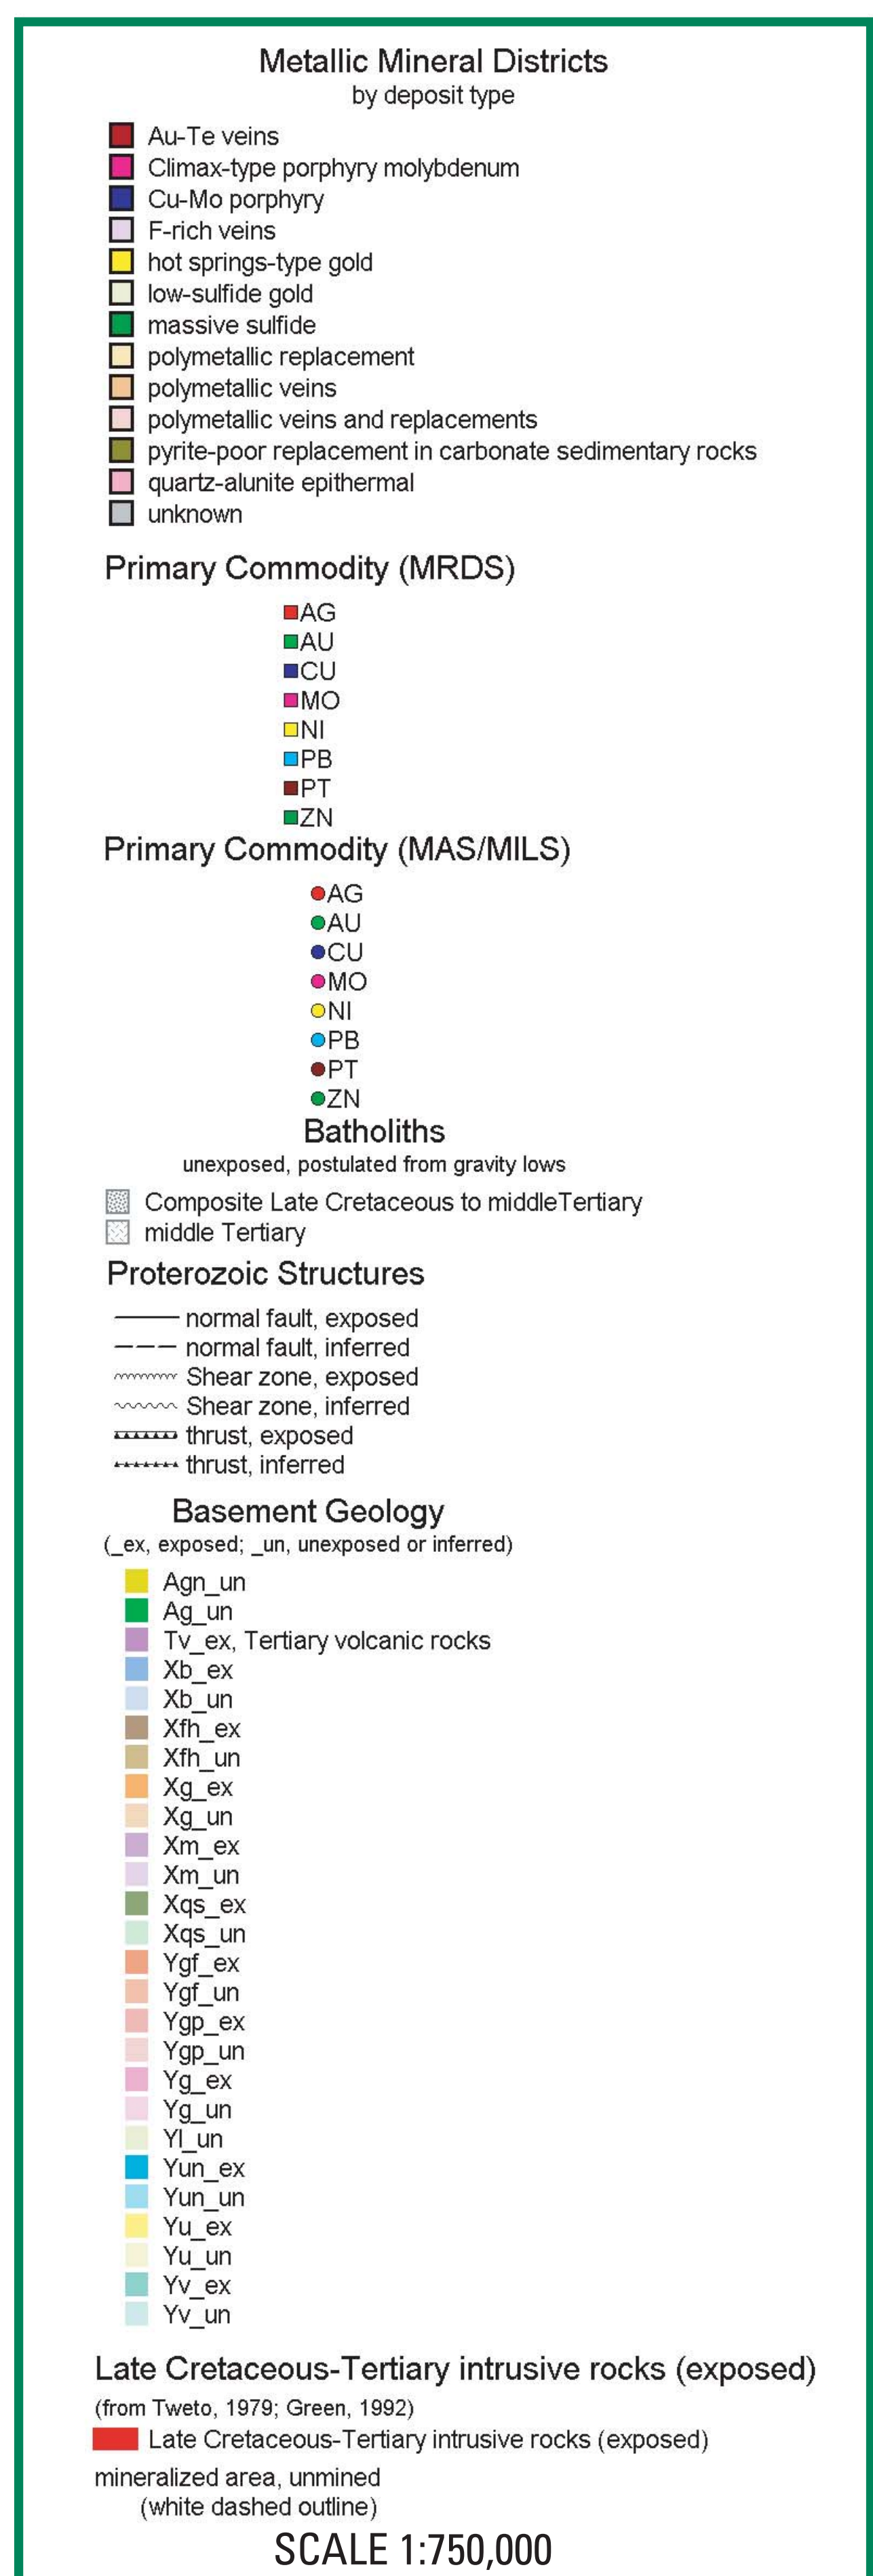 Metallic Mineral Districts
by deposit type
Au-Te veins
Climax-type porphyry molybdenum
Cu-Mo porphyry
F-rich veins
hot springs-type gold
low-sulfide gold
massive sulfide
polymetallic replacement
polymetallic veins
polymetallic veins and replacements
pyrite-poor replacement in carbonate sedimentary rocks
quartz-alunite epithermal
unknown
Primary Commodity (MRDS)
AG
AU
CU
MO
NI
PB
PT
ZN
Primary Commodity (MAS/MILS)
AG
AU
CU
MO
NI
PB
PT
ZN
Batholiths
unexposed, postulated from gravity lows
Composite Late Cretaceous to middleTertiary
middle Tertiary
Proterozoic Structures
normal fault, exposed
normal fault, inferred
Shear zone, exposed
Shear zone, inferred
thrust, exposed
thrust, inferred
Basement Geology
(_ex, exposed; _un, unexposed or inferred)
Agn_un
Ag_un
Tv_ex, Tertiary volcanic rocks
Xb_ex
Xb_un
Xfh_ex
Xfh_un
Xg_ex
Xg_un
Xm_ex
Xm_un
Xqs_ex
Xqs_un
Ygf_ex
Ygf_un
Ygp_ex
Ygp_un
Yg_ex
Yg_un
Yl_un
Yun_ex
Yun_un
Yu_ex
Yu_un
Yv_ex
Yv_un
Late Cretaceous-Tertiary intrusive rocks (exposed)
(from Tweto, 1979; Green, 1992)
Late Cretaceous-Tertiary intrusive rocks (exposed)
mineralized area, unmined
(white dashed outline)
SCALE 1:750,000